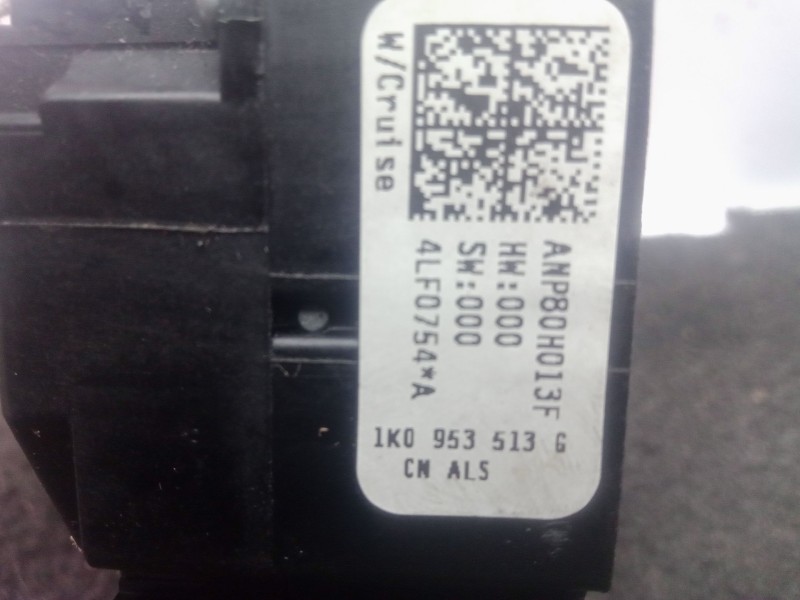 W/Cruise
ANP80H013F
HW:000
SW:000
4LF0754*A
1K0 953 513 G
CN ALS